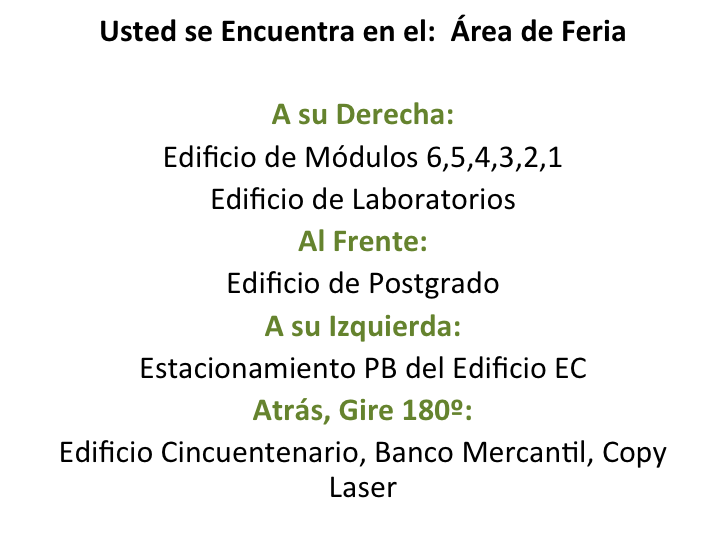 Usted se Encuentra en el:  Área de Feria
A su Derecha:
Edificio de Módulos 6,5,4,3,2,1
Edificio de Laboratorios
Al Frente:
Edificio de Postgrado
A su Izquierda:
Estacionamiento PB del Edificio EC
Atrás, Gire 180º:
Edificio Cincuentenario, Banco Mercantil, Copy
Laser